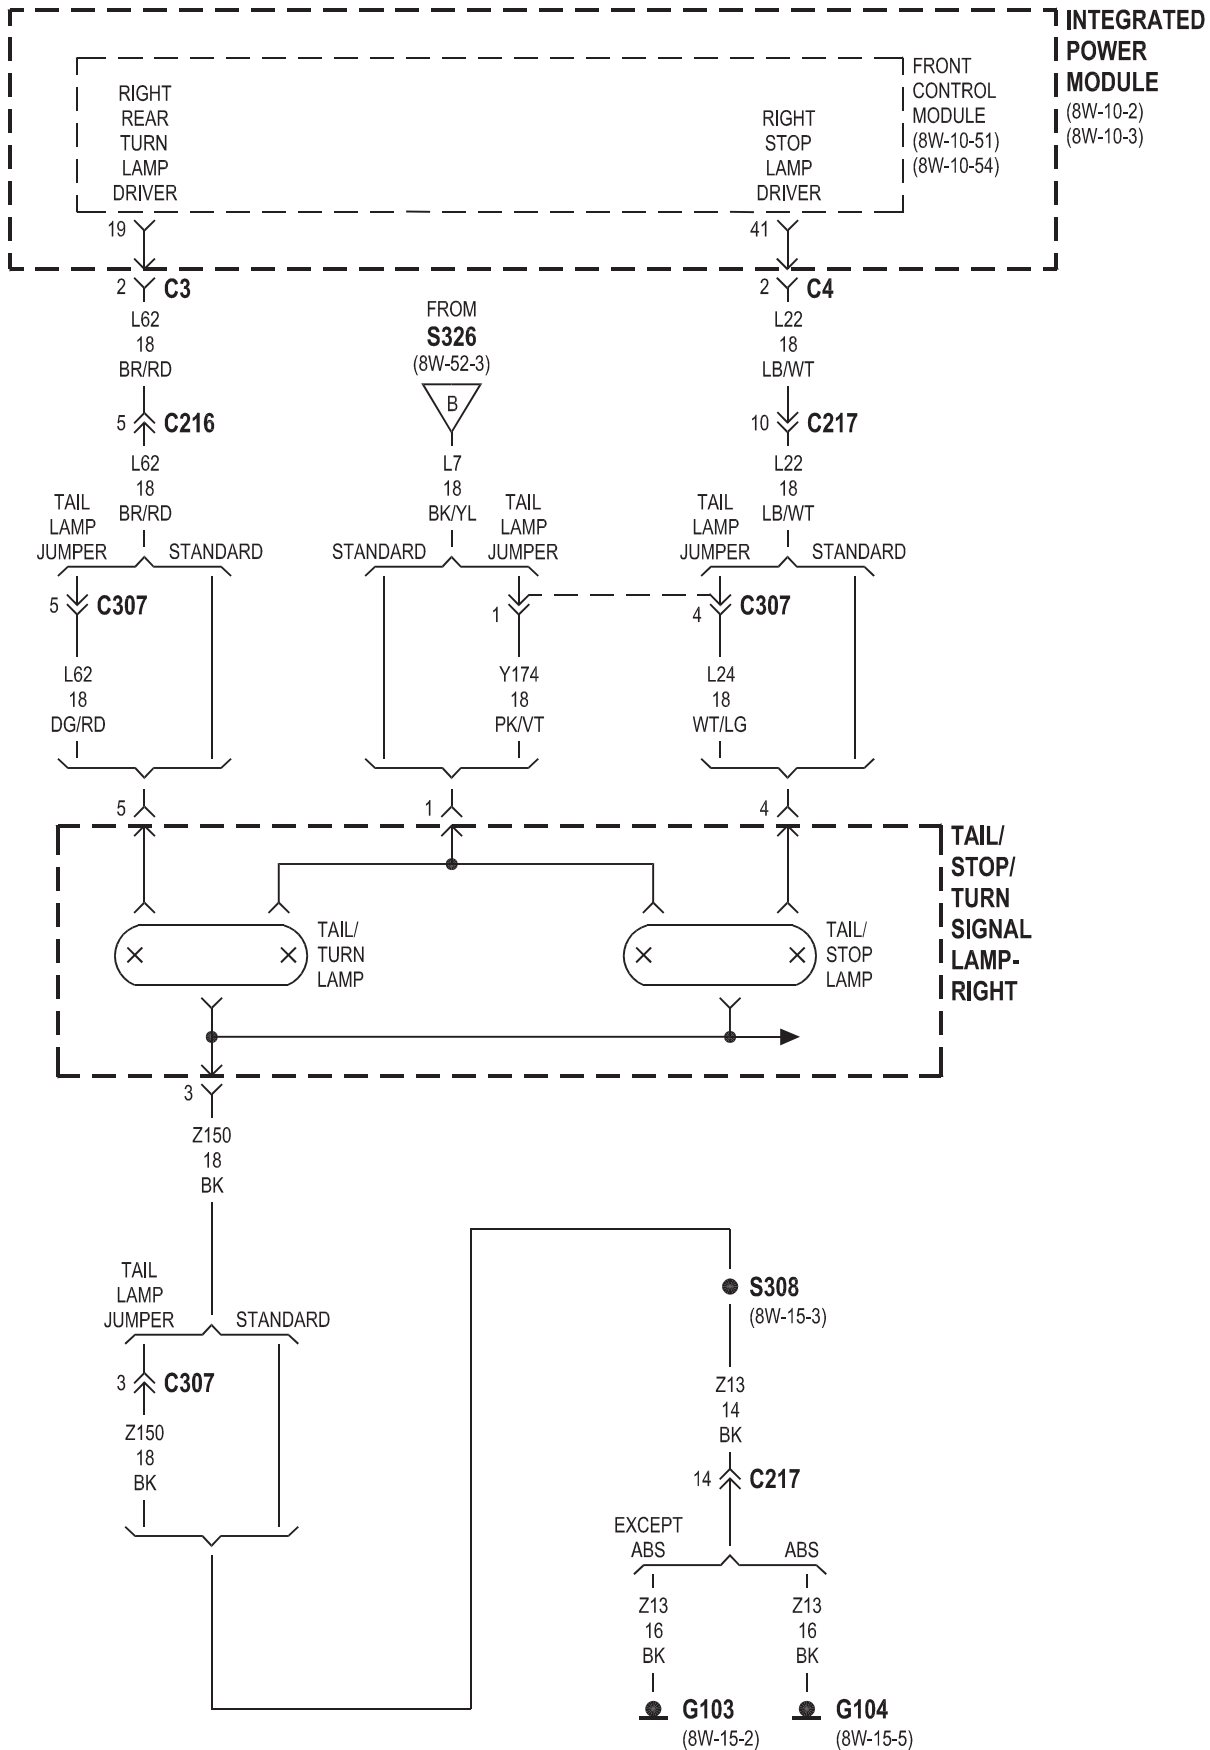 INTEGRATED
POWER
MODULE
(8W-10-2)
(8W-10-3)
FRONT
CONTROL
MODULE
(8W-10-51)
(8W-10-54)
RIGHT
REAR
TURN
LAMP
DRIVER
RIGHT
STOP
LAMP
DRIVER
19
41
2 C3
2 C4
L62
18
BR/RD
FROM
S326
(8W-52-3)
B
L22
18
LB/WT
5 C216
10 C217
L62
18
BR/RD
L7
18
BK/YL
L22
18
LB/WT
TAIL
LAMP
JUMPER
STANDARD
STANDARD
TAIL
LAMP
JUMPER
TAIL
LAMP
JUMPER
STANDARD
5 C307
1
4 C307
L62
18
DG/RD
Y174
18
PK/VT
L24
18
WT/LG
5
1
4
TAIL/
STOP/
TURN
SIGNAL
LAMP-
RIGHT
TAIL/
TURN
LAMP
TAIL/
STOP
LAMP
3
Z150
18
BK
TAIL
LAMP
JUMPER
STANDARD
3 C307
Z150
18
BK
S308
(8W-15-3)
Z13
14
BK
14 C217
EXCEPT
ABS
ABS
Z13
16
BK
Z13
16
BK
G103
(8W-15-2)
G104
(8W-15-5)